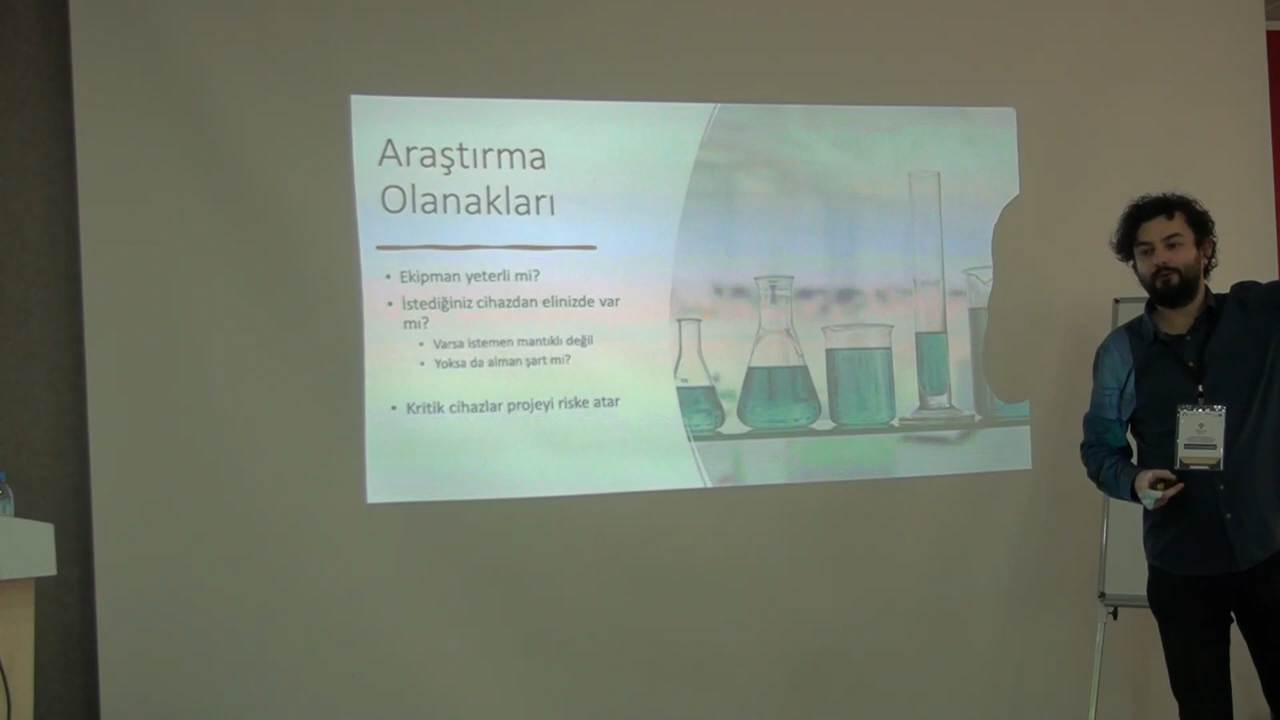 Araştırma
Olanakları
• Ekipman yeterli mi?
• İstediğiniz cihazdan elinizde var
mı?
• Varsa istemen mantıklı değil
• Yoksa da alman şart mı?
• Kritik cihazlar projeyi riske atar